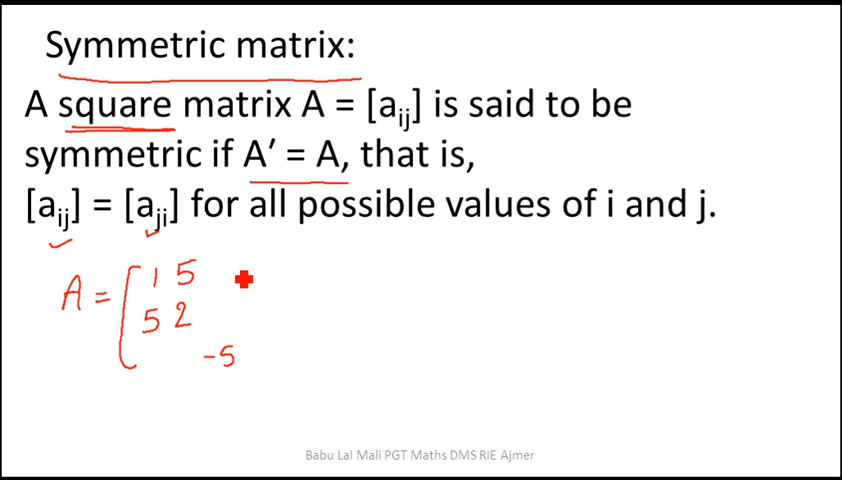 Symmetric matrix:
A square matrix A = [aij] is said to be
symmetric if A′ = A, that is,
[aij] = [aji] for all possible values of i and j.
A = [ 1 5
5 2
-5
Babu Lal Mali PGT Maths DMS RIE Ajmer